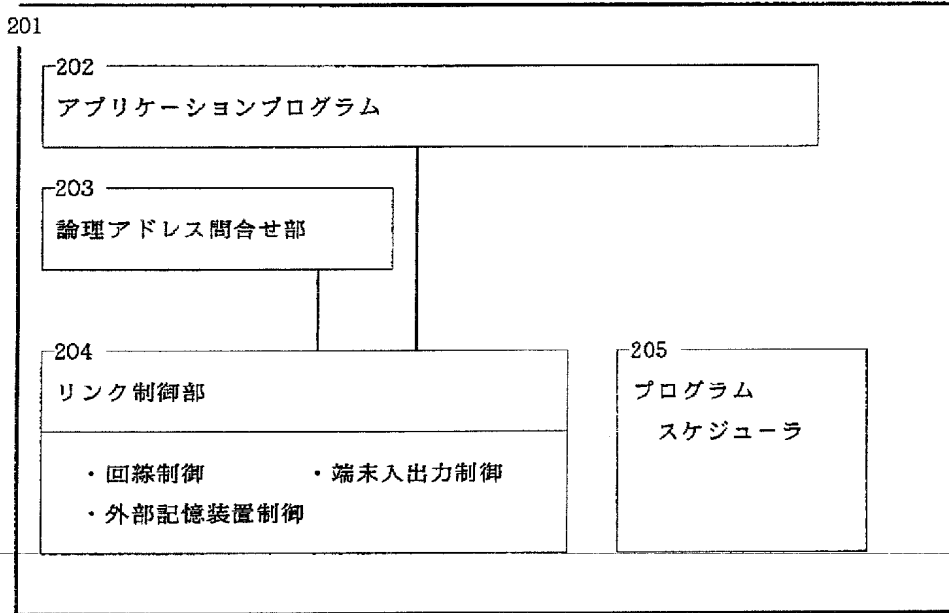 201
202
アプリケーションプログラム
203
論理アドレス問合せ部
204
リンク制御部
・回線制御 ・端末入出力制御
・外部記憶装置制御
205
プログラム
スケジューラ